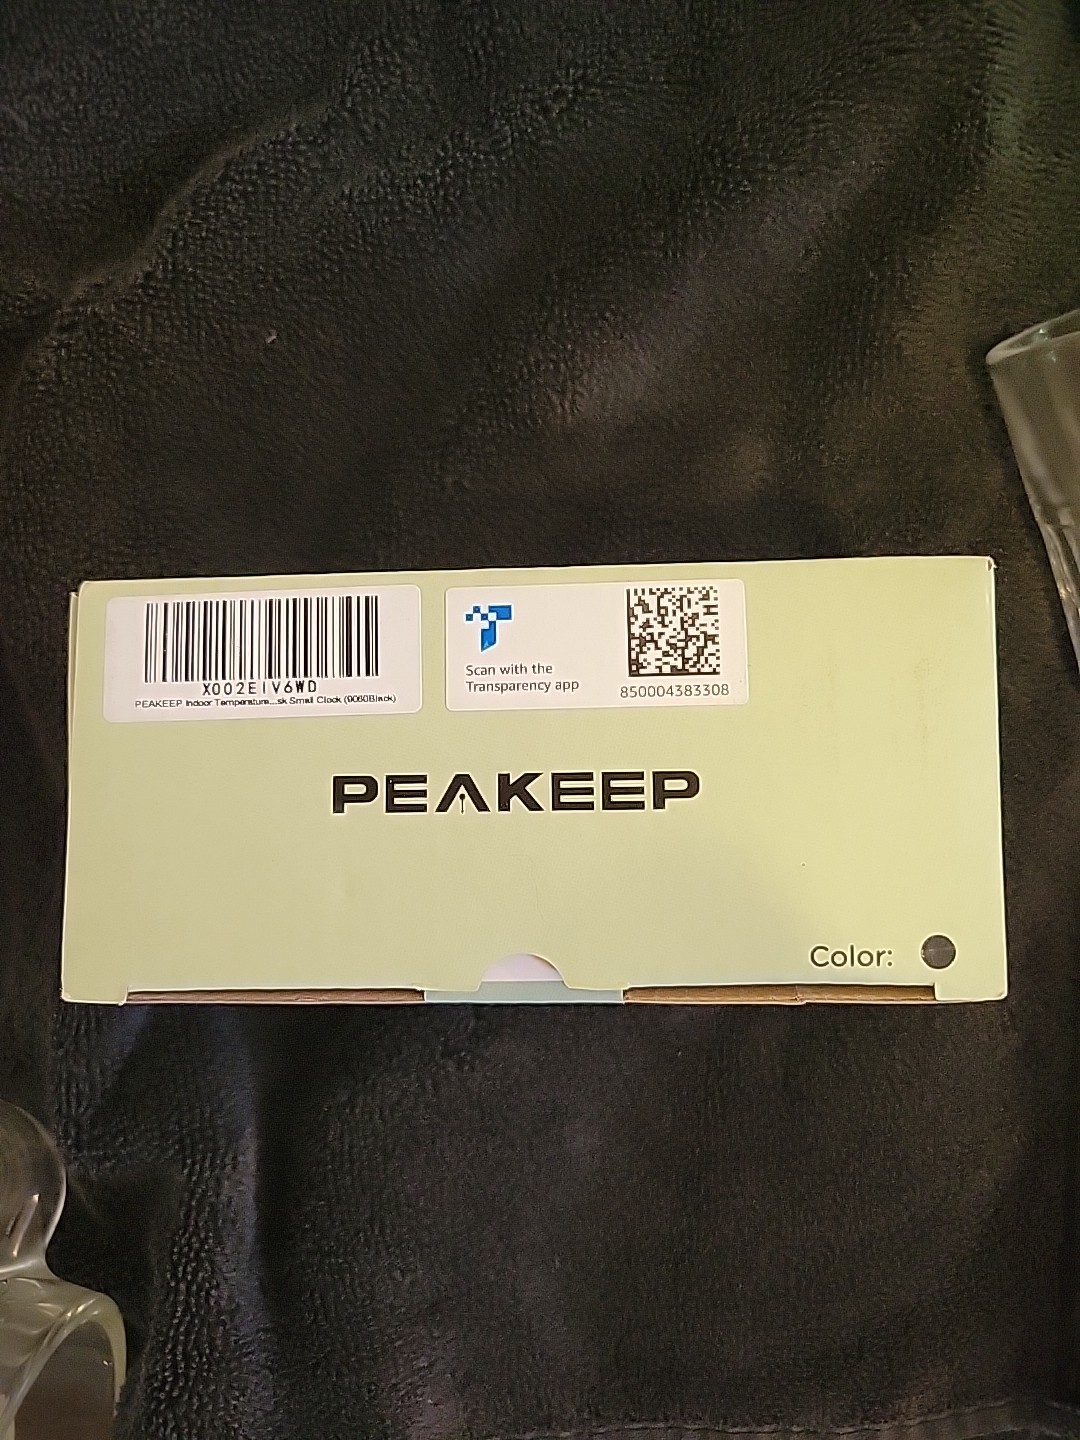 X002EIV6WD
PEAKEEP Indoor Temperature...sk Small Clock (9060Black)
Scan with the
Transparency app
850004383308
PEAKEEP
Color: